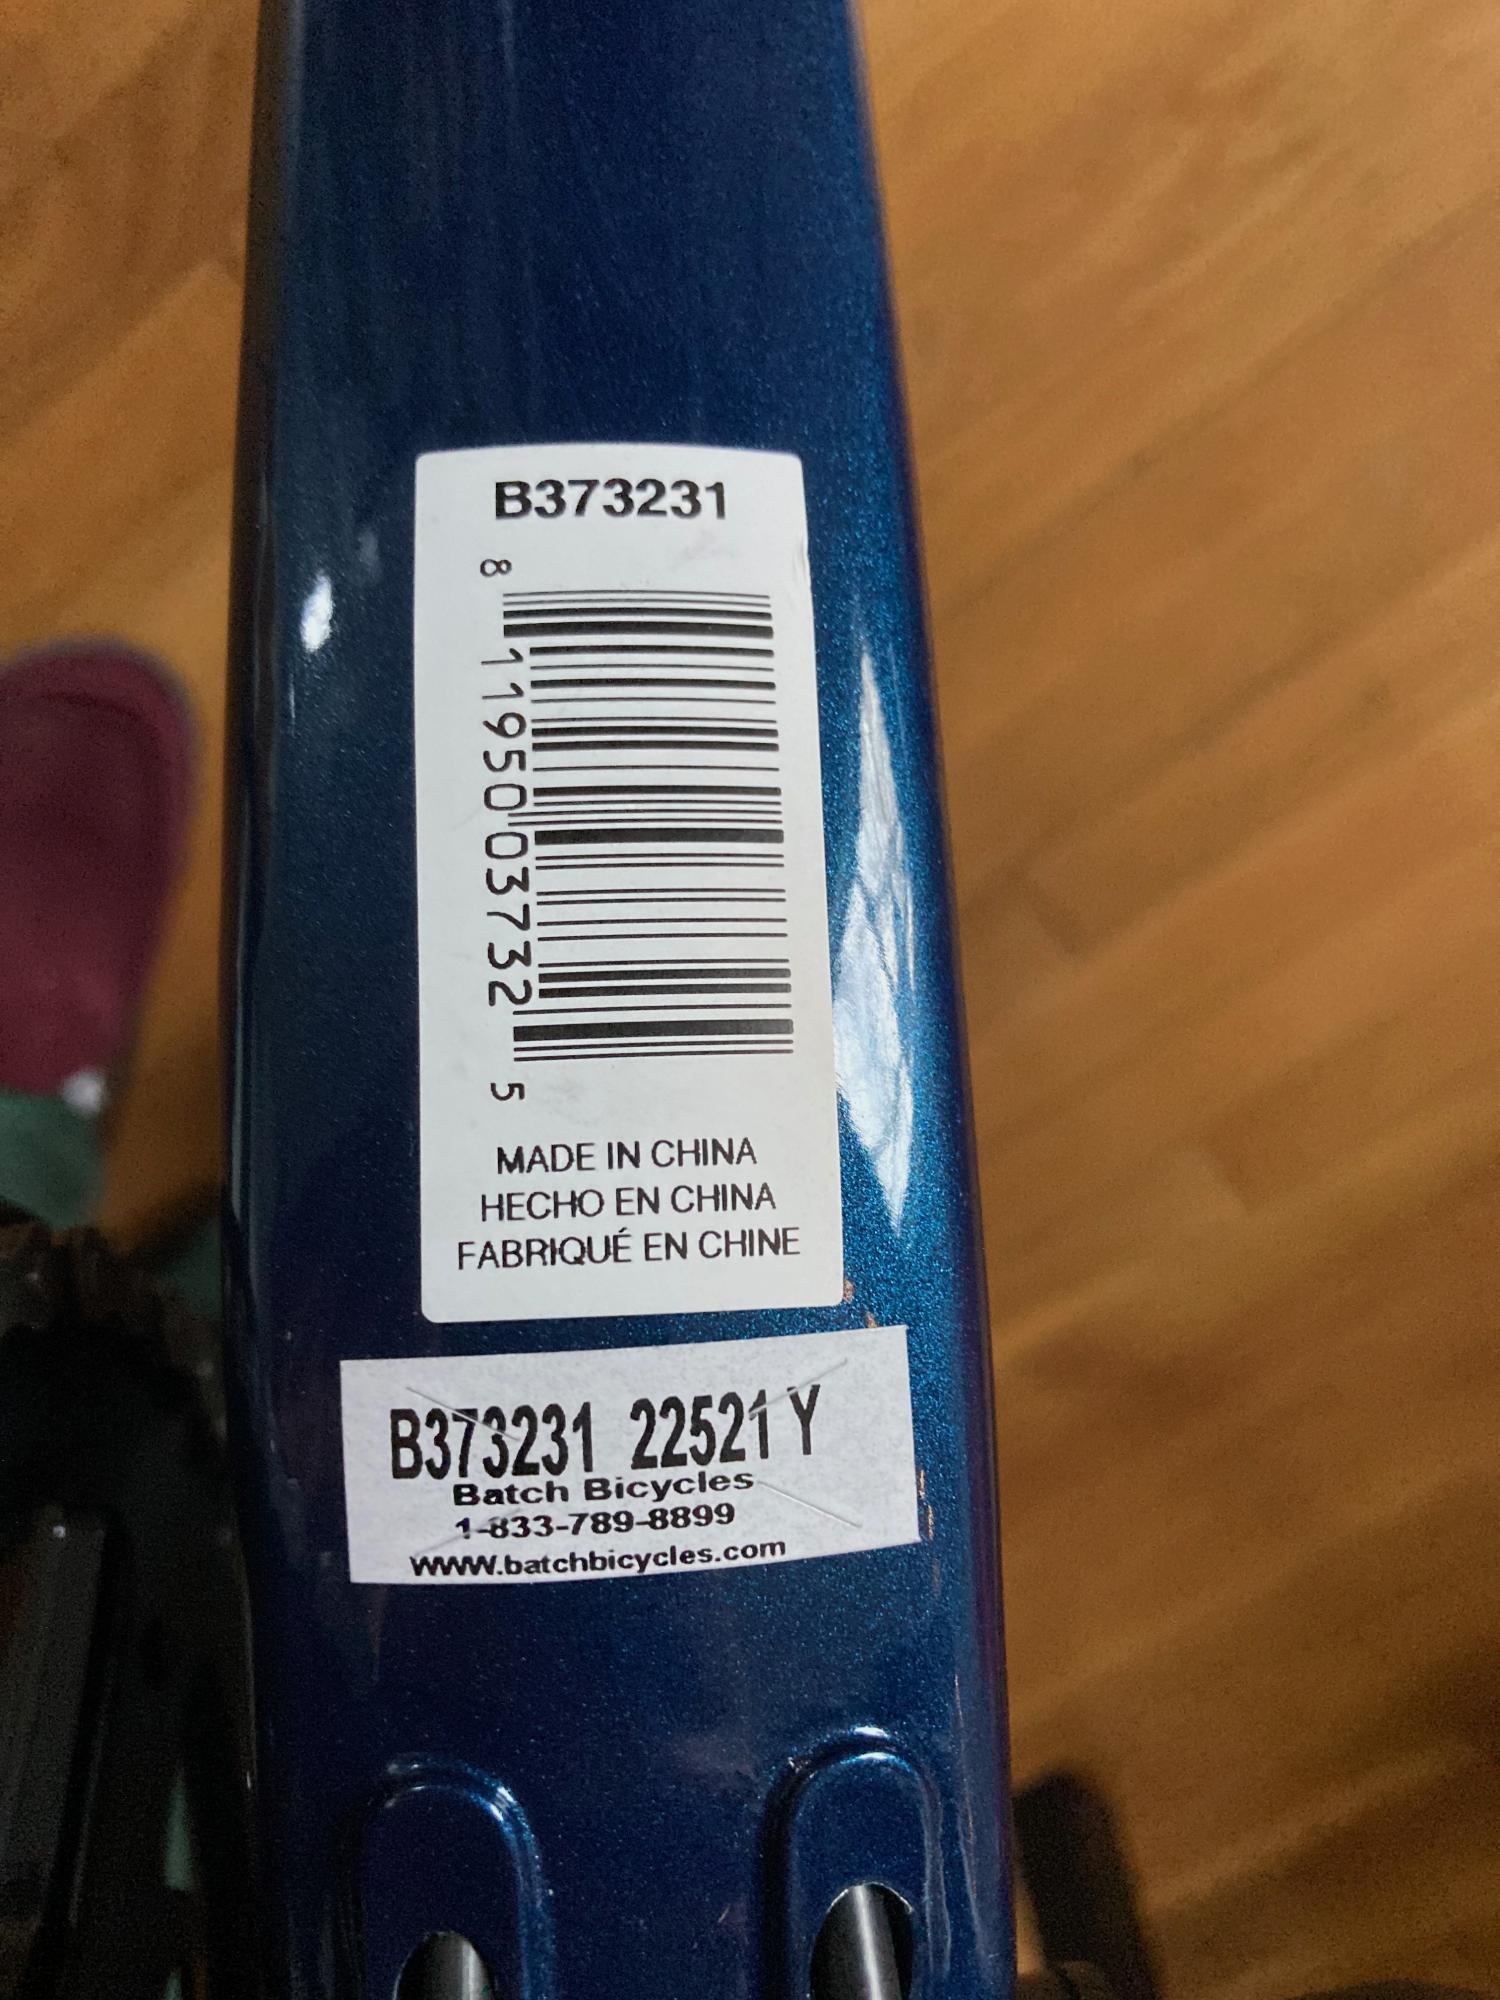 B373231
8 11950 03732 5
MADE IN CHINA
HECHO EN CHINA
FABRIQUÉ EN CHINE
B373231 22521 Y
Batch Bicycles
1-833-789-8899
www.batchbicycles.com